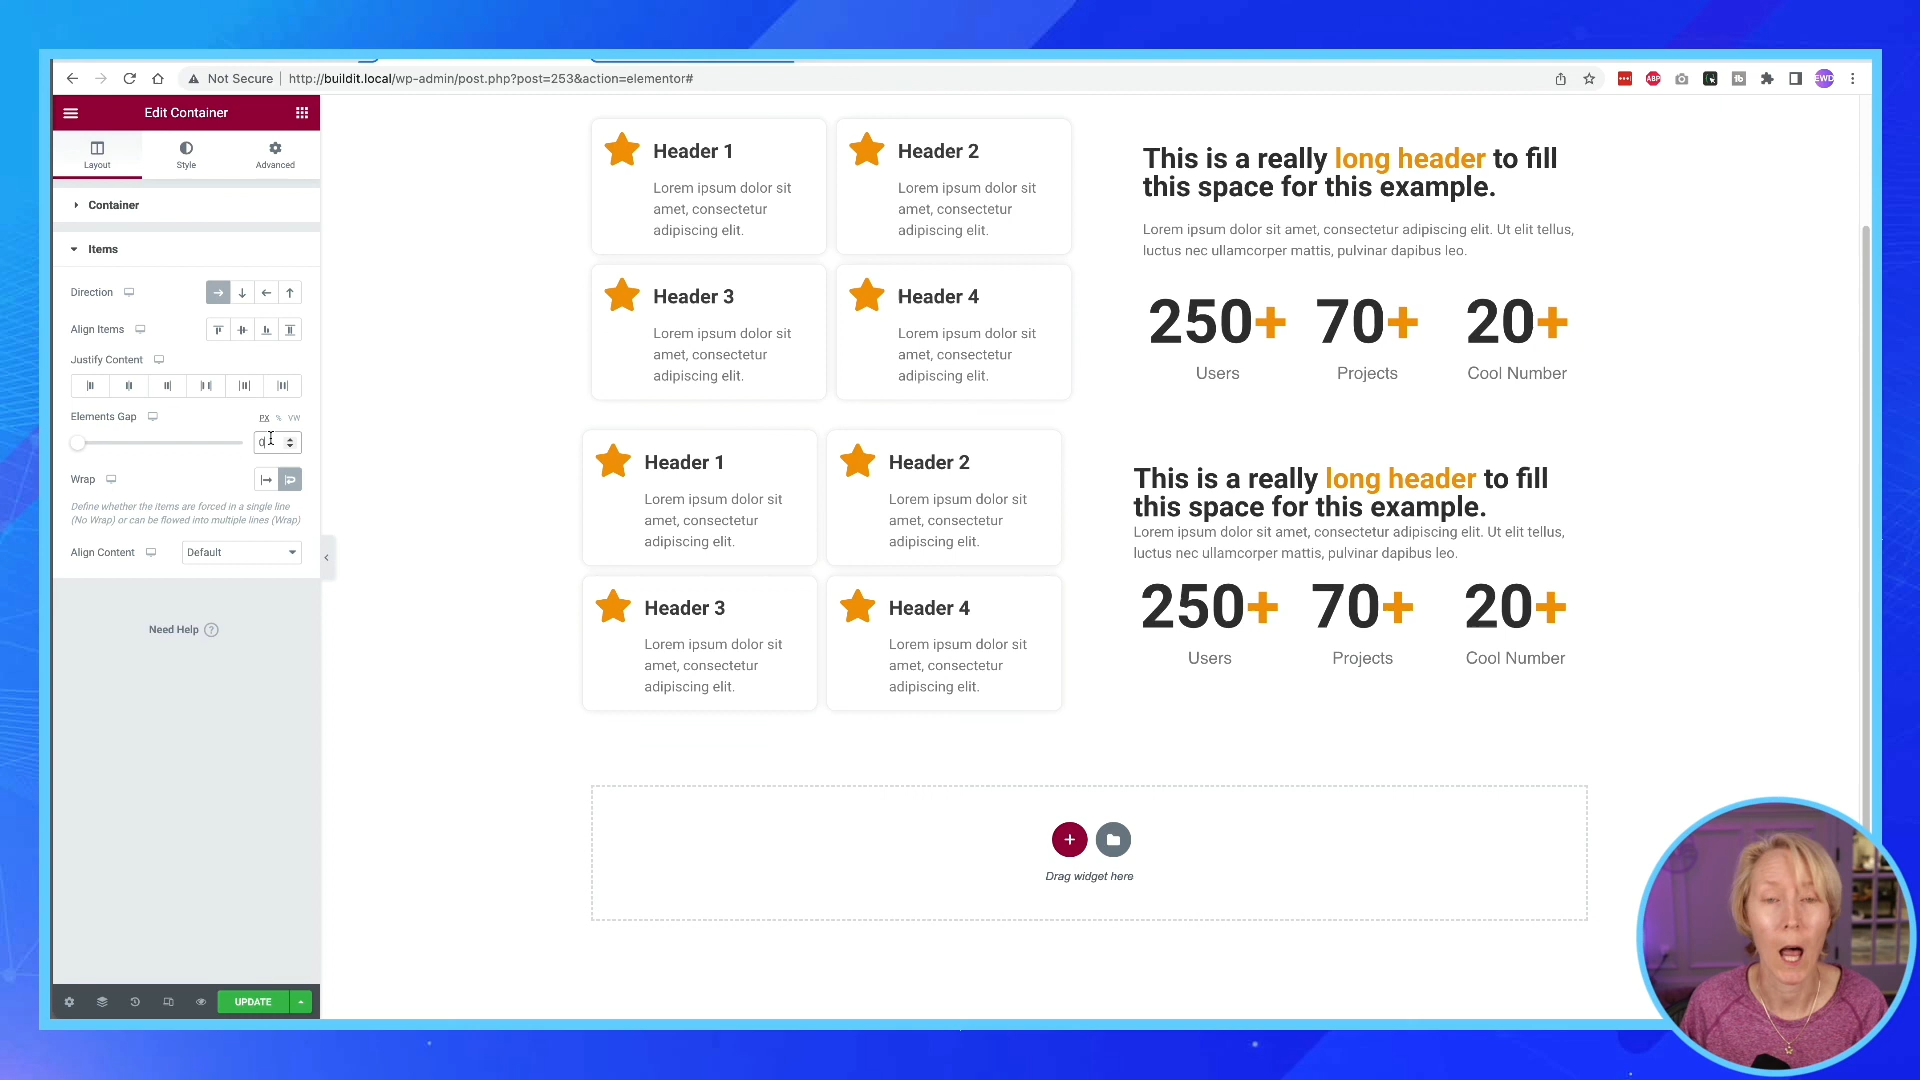 Not Secure
http://buildit.local/wp-admin/post.php?post=253&action=elementor#
ABP
fb
EWD
Edit Container
Layout
Style
Advanced
Container
Items
Direction
Align Items
Justify Content
Elements Gap
PX % VW
0
Wrap
Define whether the items are forced in a single line
(No Wrap) or can be flowed into multiple lines (Wrap)
Align Content
Default
Need Help ?
UPDATE
Header 1
Lorem ipsum dolor sit
amet, consectetur
adipiscing elit.
Header 2
Lorem ipsum dolor sit
amet, consectetur
adipiscing elit.
Header 3
Lorem ipsum dolor sit
amet, consectetur
adipiscing elit.
Header 4
Lorem ipsum dolor sit
amet, consectetur
adipiscing elit.
This is a really long header to fill
this space for this example.
Lorem ipsum dolor sit amet, consectetur adipiscing elit. Ut elit tellus,
luctus nec ullamcorper mattis, pulvinar dapibus leo.
250+ 70+ 20+
Users Projects Cool Number
Header 1
Lorem ipsum dolor sit
amet, consectetur
adipiscing elit.
Header 2
Lorem ipsum dolor sit
amet, consectetur
adipiscing elit.
Header 3
Lorem ipsum dolor sit
amet, consectetur
adipiscing elit.
Header 4
Lorem ipsum dolor sit
amet, consectetur
adipiscing elit.
This is a really long header to fill
this space for this example.
Lorem ipsum dolor sit amet, consectetur adipiscing elit. Ut elit tellus,
luctus nec ullamcorper mattis, pulvinar dapibus leo.
250+ 70+ 20+
Users Projects Cool Number
Drag widget here